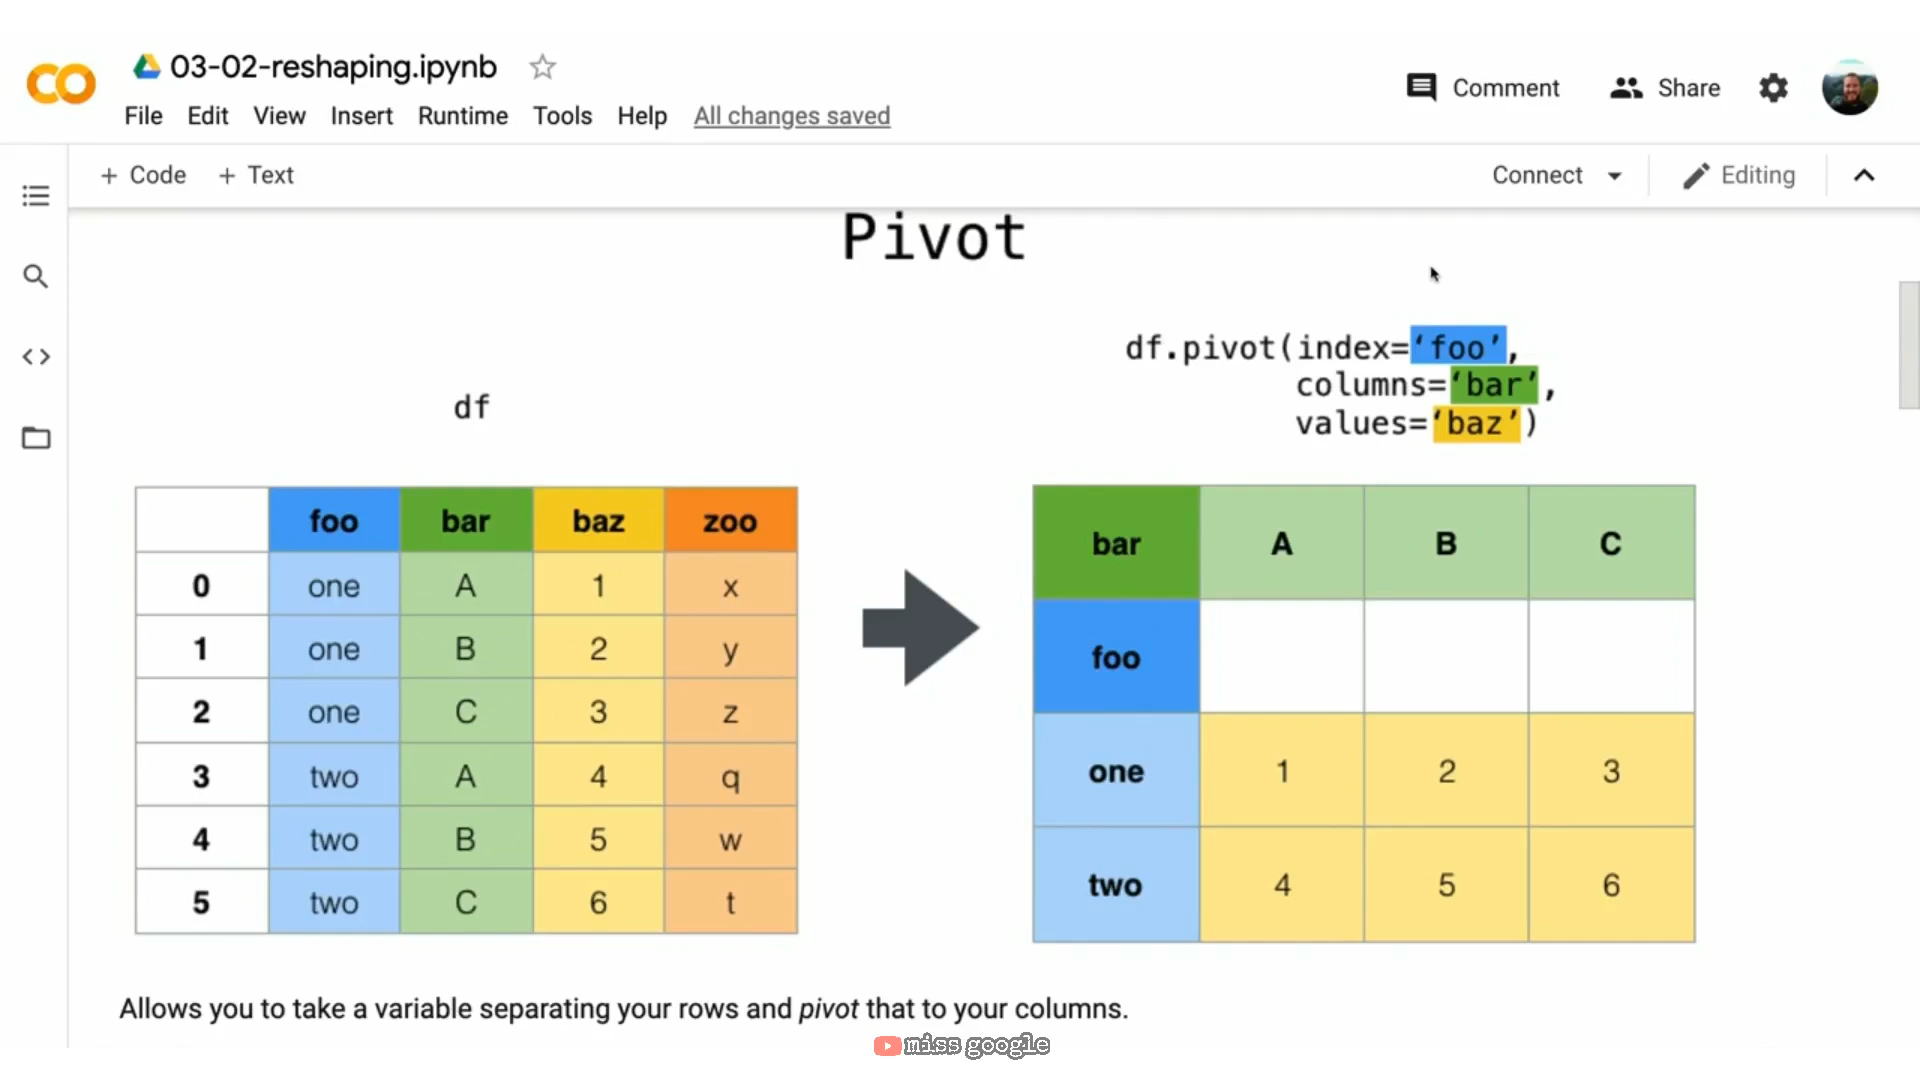 03-02-reshaping.ipynb
File Edit View Insert Runtime Tools Help All changes saved
Comment Share
+ Code + Text
Connect Editing
Pivot
df.pivot(index=‘foo’,
columns=‘bar’,
values=‘baz’)
df
foo bar baz zoo
0 one A 1 x
1 one B 2 y
2 one C 3 z
3 two A 4 q
4 two B 5 w
5 two C 6 t
bar A B C
foo
one 1 2 3
two 4 5 6
Allows you to take a variable separating your rows and pivot that to your columns.
miss google